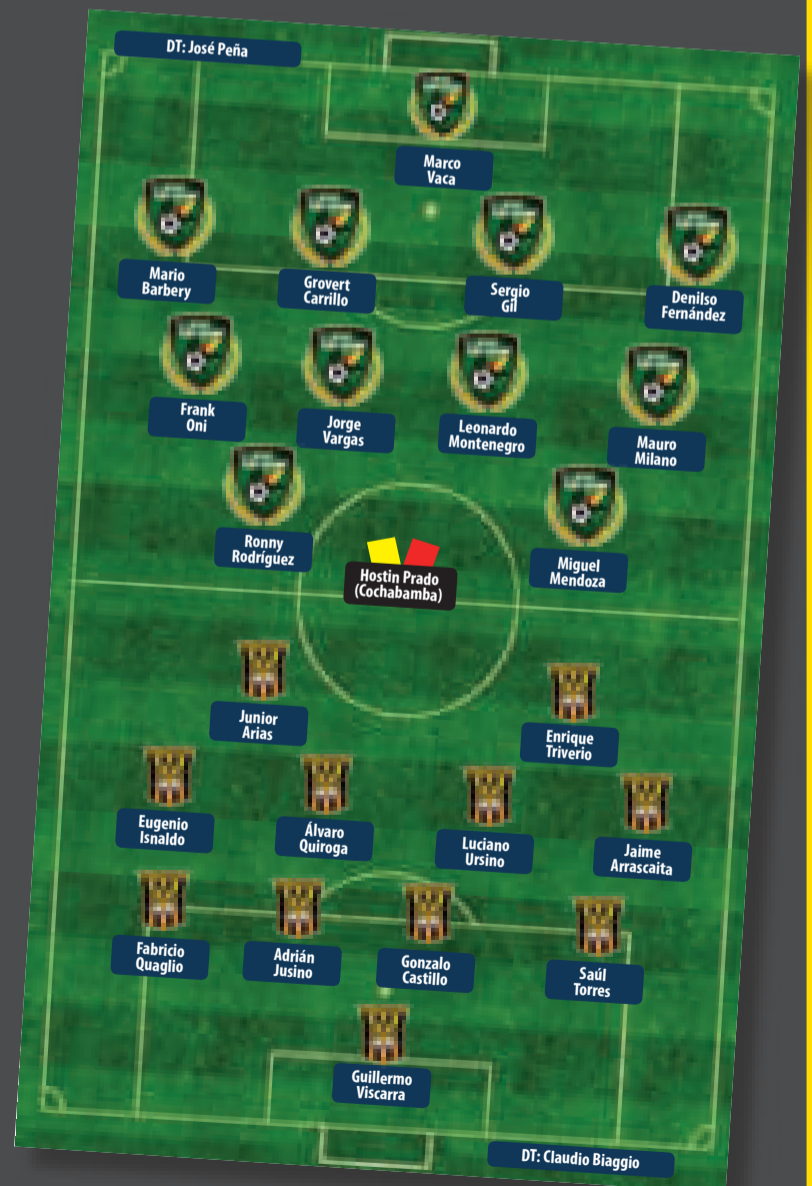 DT: José Peña
Marco
Vaca
Mario
Barbery
Grovert
Carrillo
Sergio
Gil
Denilso
Fernández
Frank
Oni
Jorge
Vargas
Leonardo
Montenegro
Mauro
Milano
Ronny
Rodríguez
Miguel
Mendoza
Hostin Prado
(Cochabamba)
Junior
Arias
Enrique
Triverio
Eugenio
Isnaldo
Álvaro
Quiroga
Luciano
Ursino
Jaime
Arrascaita
Fabricio
Quaglio
Adrián
Jusino
Gonzalo
Castillo
Saúl
Torres
Guillermo
Viscarra
DT: Claudio Biaggio